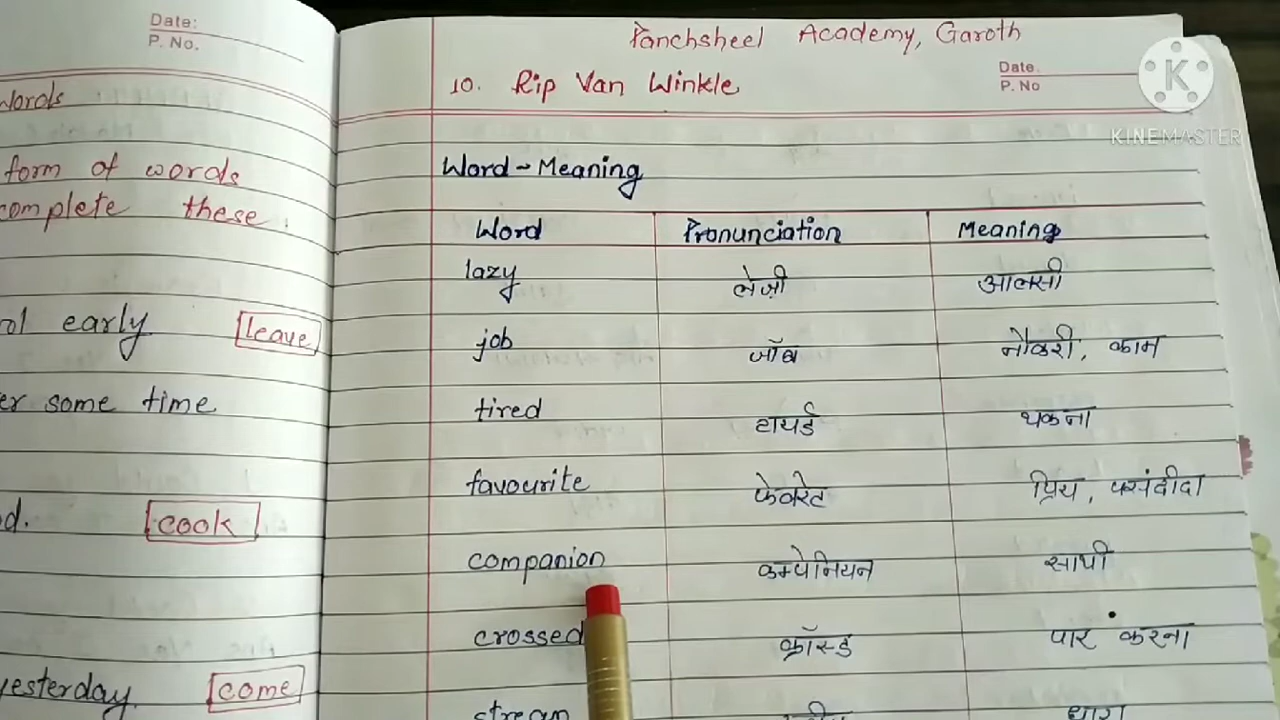 Date:
P. No.
Words
form of words
complete these.
ol early [leave]
er some time
d. [cook]
yesterday. [come]
Panchsheel Academy, Garoth
10. Rip Van Winkle
Date.
P. No
K
KINEMASTER
Word - Meaning
Word Pronunciation Meaning
lazy लेज़ी आलसी
job जॉब नौकरी, काम
tired टायर्ड थकना
favourite फेवरेट प्रिय, पसंदीदा
companion कम्पेनियन साथी
crossed क्रॉस्ड पार करना
stream धारा